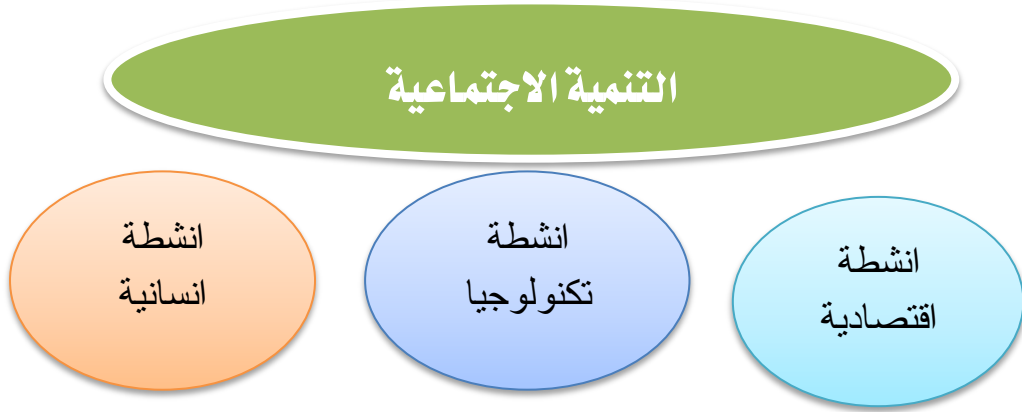 التنمية الاجتماعية
انشطة
اقتصادية
انشطة
تكنولوجيا
انشطة
انسانية